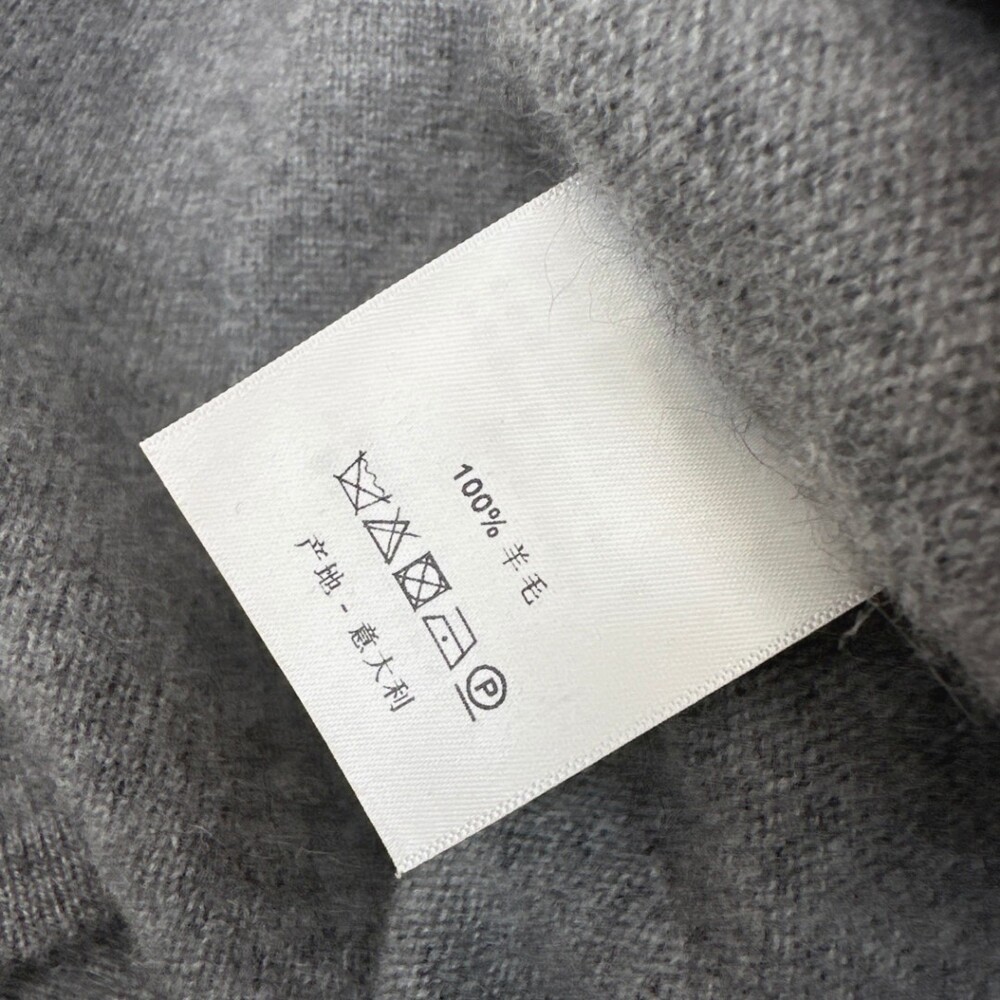 100% 羊毛
P
产地 - 意大利